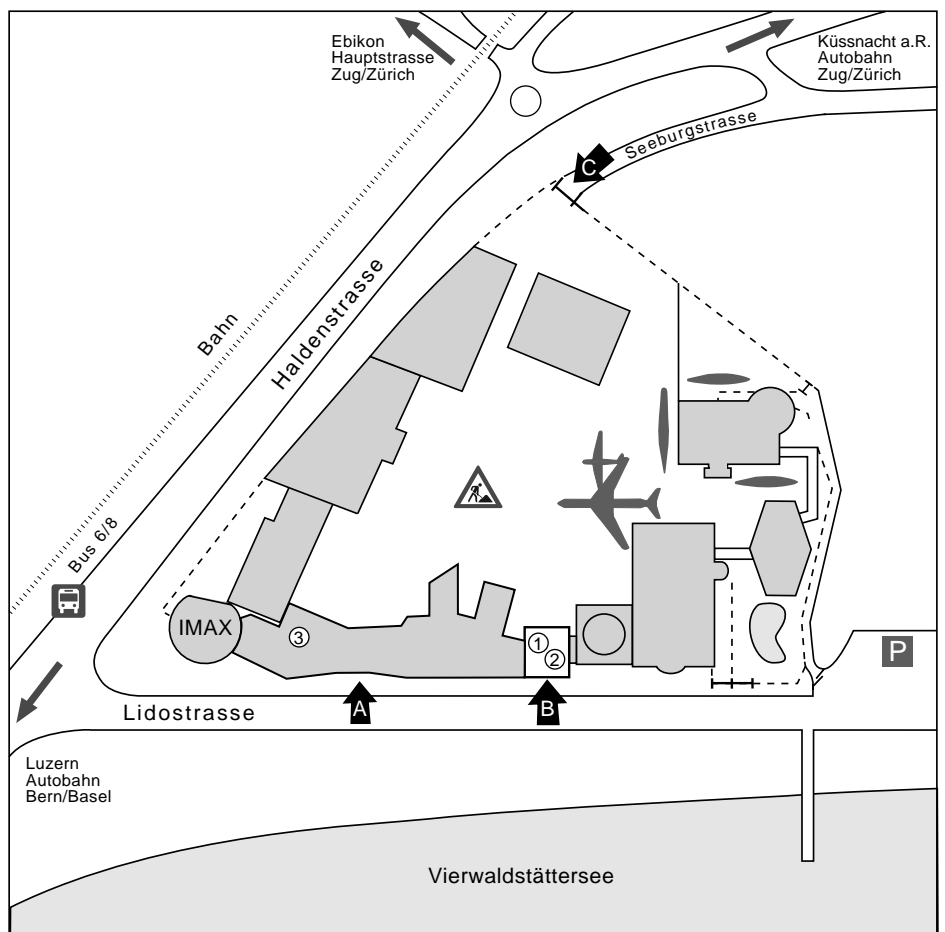 Ebikon
Hauptstrasse
Zug/Zürich
Küssnacht a.R.
Autobahn
Zug/Zürich
Seeburgstrasse
C
Haldenstrasse
Bahn
Bus 6/8
IMAX
3
1
2
P
A
B
Lidostrasse
Luzern
Autobahn
Bern/Basel
Vierwaldstättersee